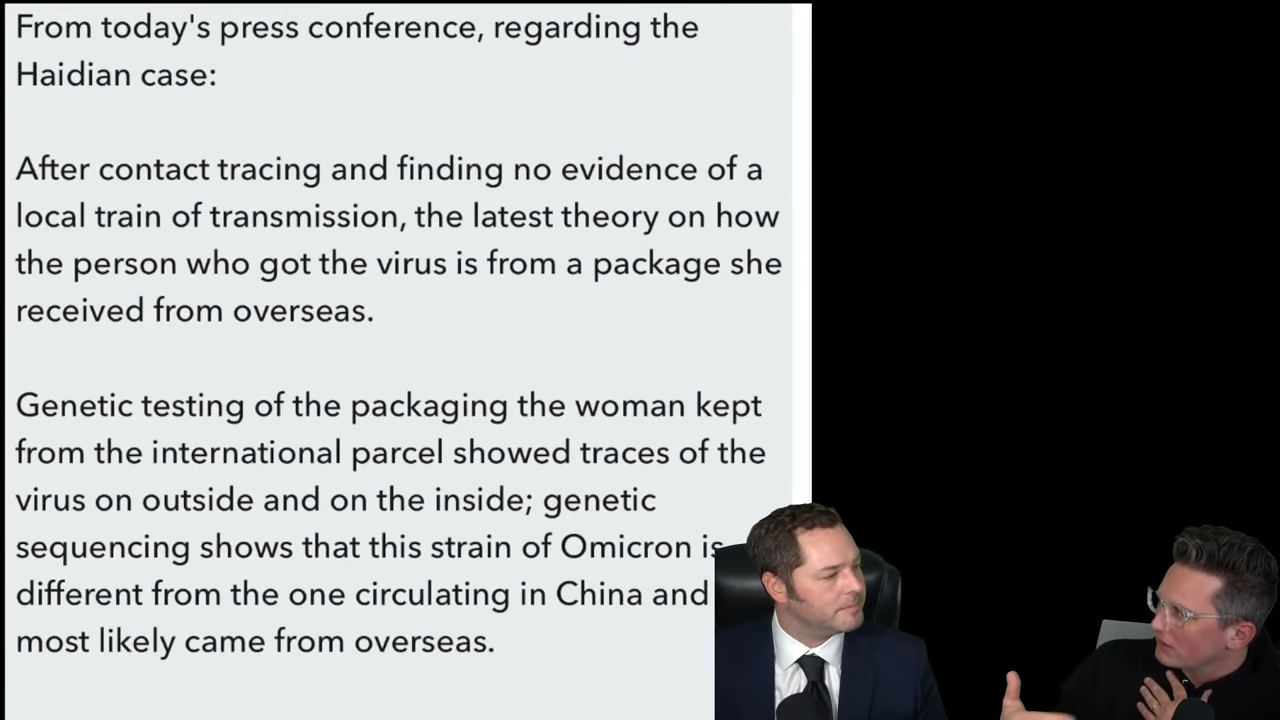 From today's press conference, regarding the
Haidian case:
After contact tracing and finding no evidence of a
local train of transmission, the latest theory on how
the person who got the virus is from a package she
received from overseas.
Genetic testing of the packaging the woman kept
from the international parcel showed traces of the
virus on outside and on the inside; genetic
sequencing shows that this strain of Omicron is
different from the one circulating in China and
most likely came from overseas.